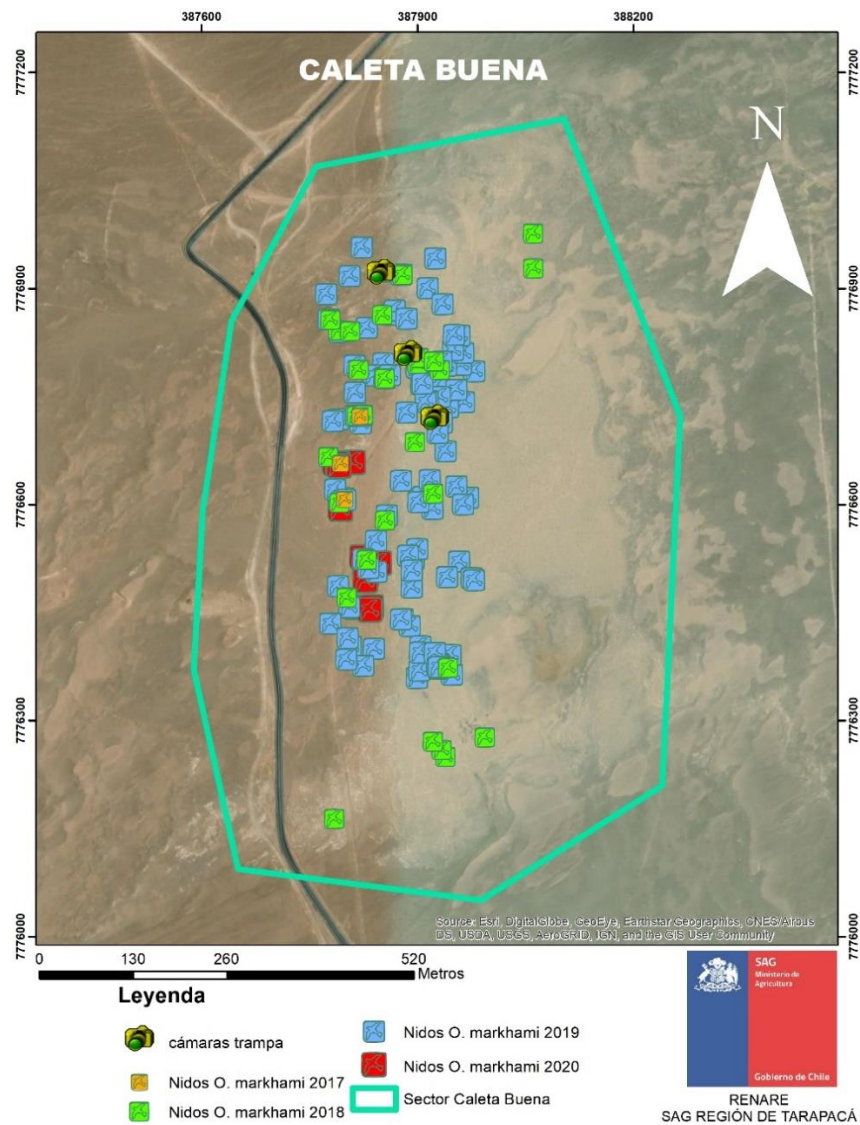 387600 387900 388200
CALETA BUENA
N
7777200 7777200
7776900 7776900
7776600 7776600
7776300 7776300
7776000 7776000
Source: Esri, DigitalGlobe, GeoEye, Earthstar Geographics, CNES/Airbus
DS, USDA, USGS, AeroGRID, IGN, and the GIS User Community
0 130 260 520
Metros
Leyenda
cámaras trampa
Nidos O. markhami 2017
Nidos O. markhami 2018
Nidos O. markhami 2019
Nidos O. markhami 2020
Sector Caleta Buena
SAG
Ministerio de
Agricultura
Gobierno de Chile
RENARE
SAG REGIÓN DE TARAPACÁ